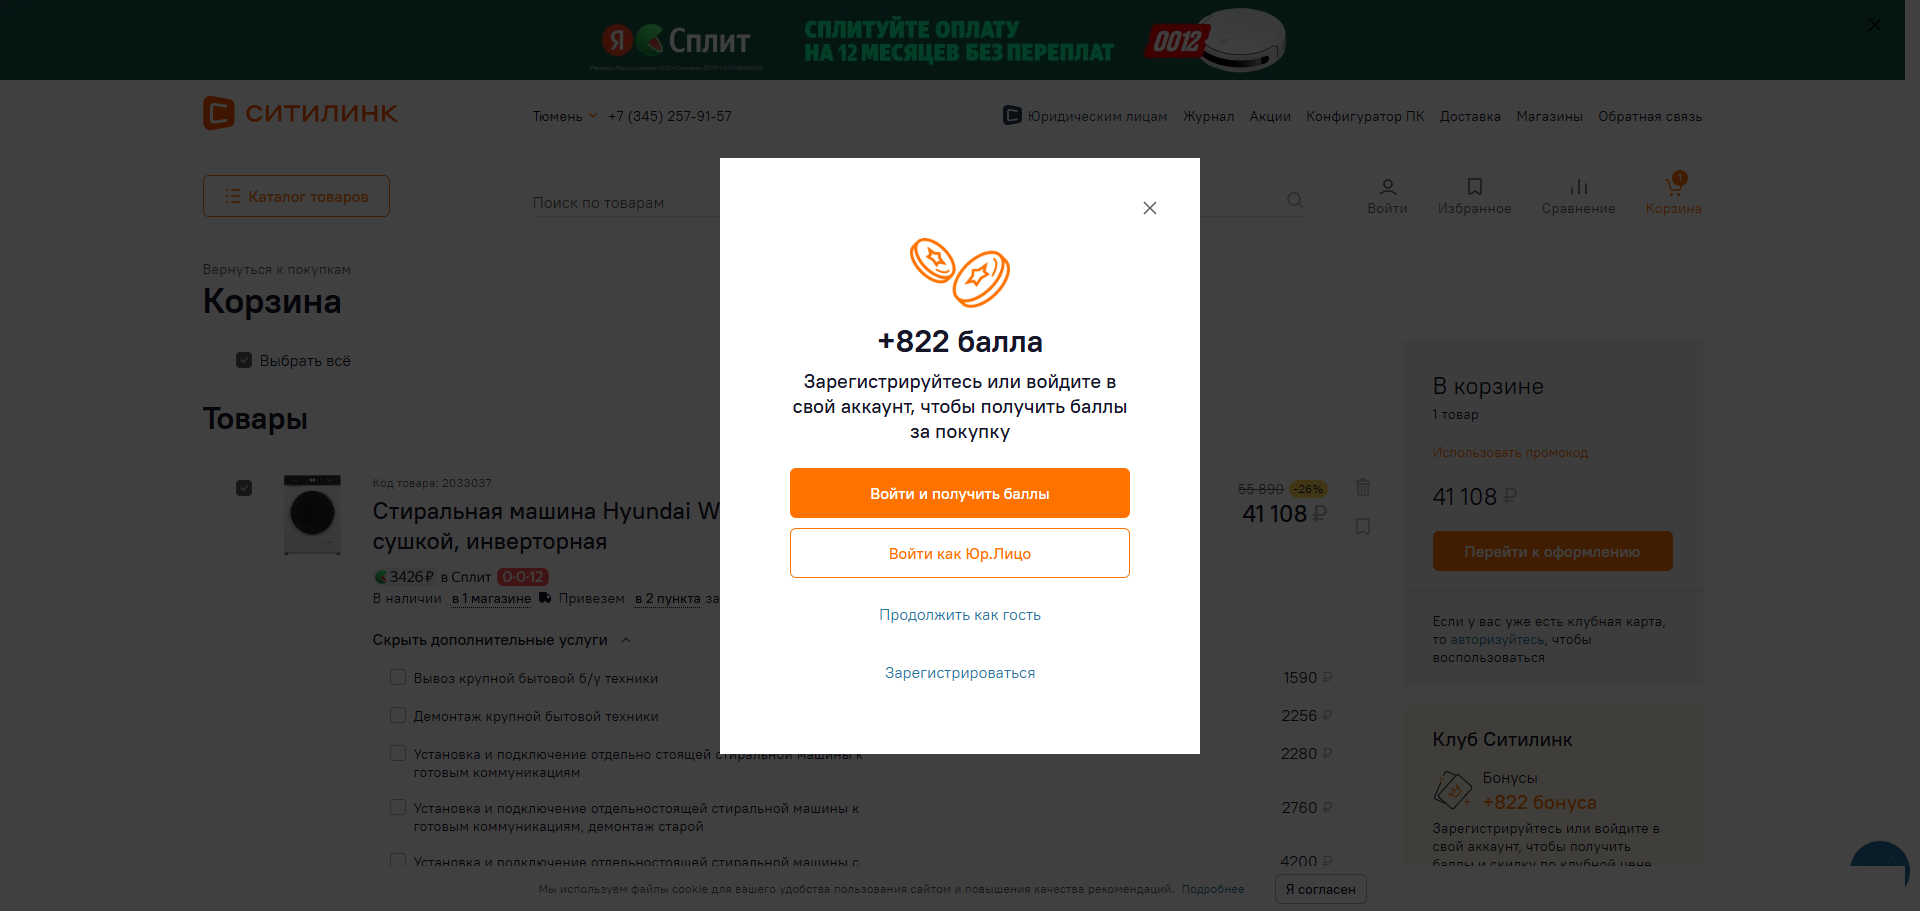 Я Сплит
СПЛИТУЙТЕ ОПЛАТУ
НА 12 МЕСЯЦЕВ БЕЗ ПЕРЕПЛАТ
0012
СИТИЛИНК
Тюмень
+7 (345) 257-91-57
Юридическим лицам
Журнал
Акции
Конфигуратор ПК
Доставка
Магазины
Обратная связь
Каталог товаров
Поиск по товарам
Войти
Избранное
Сравнение
1
Корзина
Вернуться к покупкам
Корзина
Выбрать всё
Товары
Код товара: 2033037
Стиральная машина Hyundai W
сушкой, инверторная
3426 ₽ в Сплит 0-0-12
В наличии в 1 магазине Привезем в 2 пункта за
55 890 -26%
41 108 ₽
Скрыть дополнительные услуги
Вывоз крупной бытовой б/у техники
1590 ₽
Демонтаж крупной бытовой техники
2256 ₽
Установка и подключение отдельно стоящей стиральной машины к
готовым коммуникациям
2280 ₽
Установка и подключение отдельностоящей стиральной машины к
готовым коммуникациям, демонтаж старой
2760 ₽
Установка и подключение отдельностоящей стиральной машины с
4200 ₽
+822 балла
Зарегистрируйтесь или войдите в
свой аккаунт, чтобы получить баллы
за покупку
Войти и получить баллы
Войти как Юр.Лицо
Продолжить как гость
Зарегистрироваться
В корзине
1 товар
Использовать промокод
41 108 ₽
Перейти к оформлению
Если у вас уже есть клубная карта,
то авторизуйтесь, чтобы
воспользоваться
Клуб Ситилинк
Бонусы
+822 бонуса
Зарегистрируйтесь или войдите в
свой аккаунт, чтобы получить
баллы и скидку по клубной цене
Мы используем файлы cookie для вашего удобства пользования сайтом и повышения качества рекомендаций. Подробнее
Я согласен